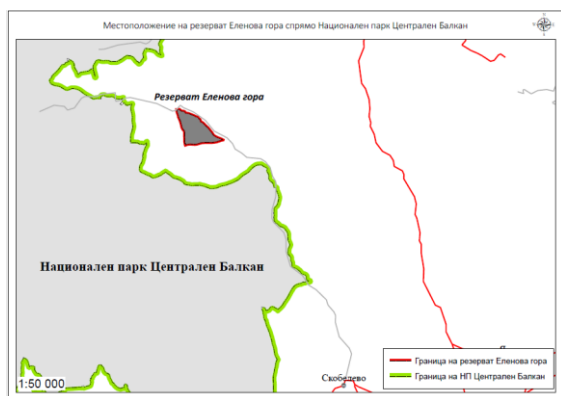 Местоположение на резерват Еленова гора спрямо Национален парк Централен Балкан
Резерват Еленова гора
Национален парк Централен Балкан
Скобелево
Граница на резерват Еленова гора
Граница на НП Централен Балкан
1:50 000